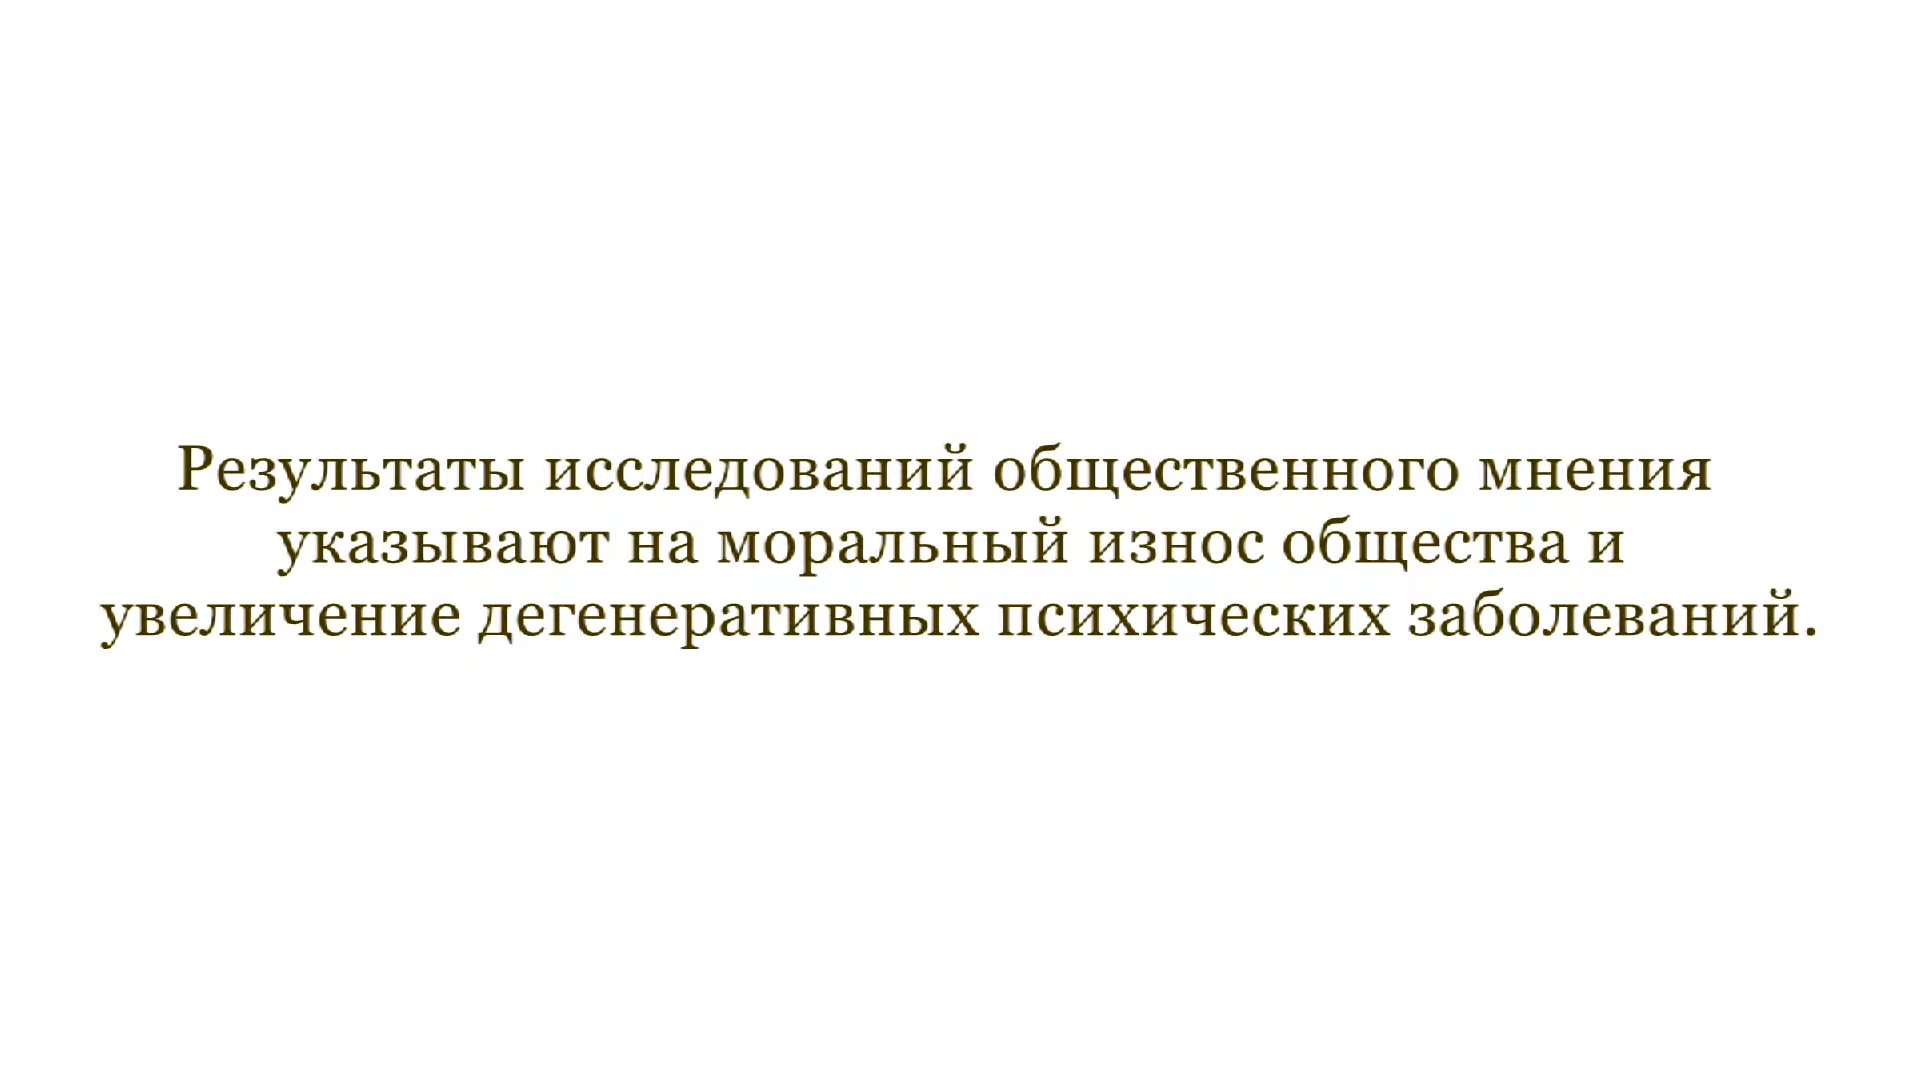 Результаты исследований общественного мнения
указывают на моральный износ общества и
увеличение дегенеративных психических заболеваний.